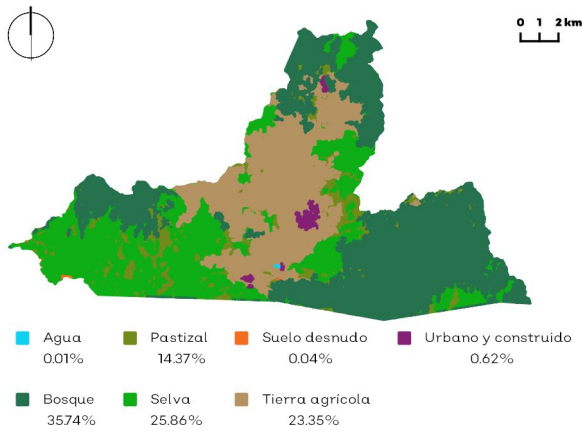 0 1 2 km
Agua Pastizal Suelo desnudo Urbano y construido
0.01% 14.37% 0.04% 0.62%
Bosque Selva Tierra agrícola
35.74% 25.86% 23.35%